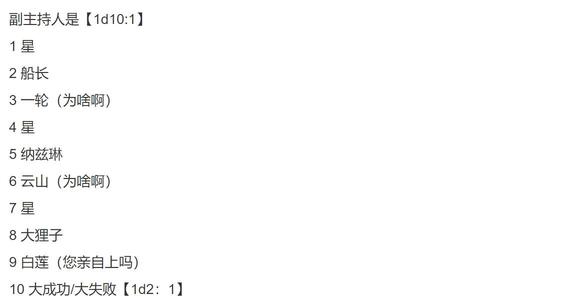 副主持人是【1d10:1】
1 星
2 船长
3 一轮（为啥啊）
4 星
5 纳兹琳
6 云山（为啥啊）
7 星
8 大狸子
9 白莲（您亲自上吗）
10 大成功/大失败【1d2：1】